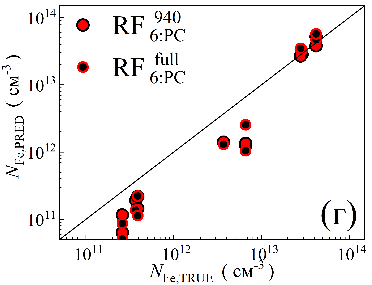 10^14
10^13
10^12
10^11
N_Fe,PRED ( см^-3 )
RF 940 6:PC
RF full 6:PC
(г)
10^11 10^12 10^13 10^14
N_Fe,TRUE ( см^-3 )